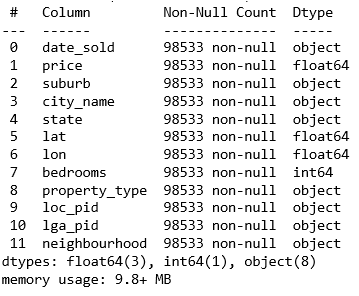 #   Column         Non-Null Count  Dtype
---  ------         --------------  -----
0   date_sold      98533 non-null  object
1   price          98533 non-null  float64
2   suburb         98533 non-null  object
3   city_name      98533 non-null  object
4   state          98533 non-null  object
5   lat            98533 non-null  float64
6   lon            98533 non-null  float64
7   bedrooms       98533 non-null  int64
8   property_type  98533 non-null  object
9   loc_pid        98533 non-null  object
10  lga_pid        98533 non-null  object
11  neighbourhood  98533 non-null  object
dtypes: float64(3), int64(1), object(8)
memory usage: 9.8+ MB